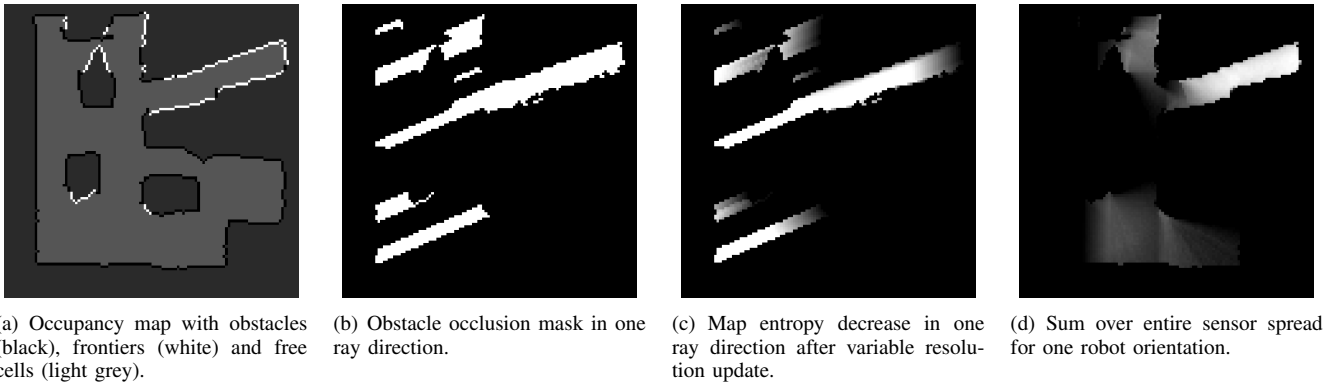 (a) Occupancy map with obstacles
(black), frontiers (white) and free
cells (light grey).
(b) Obstacle occlusion mask in one
ray direction.
(c) Map entropy decrease in one
ray direction after variable resolu-
tion update.
(d) Sum over entire sensor spread
for one robot orientation.